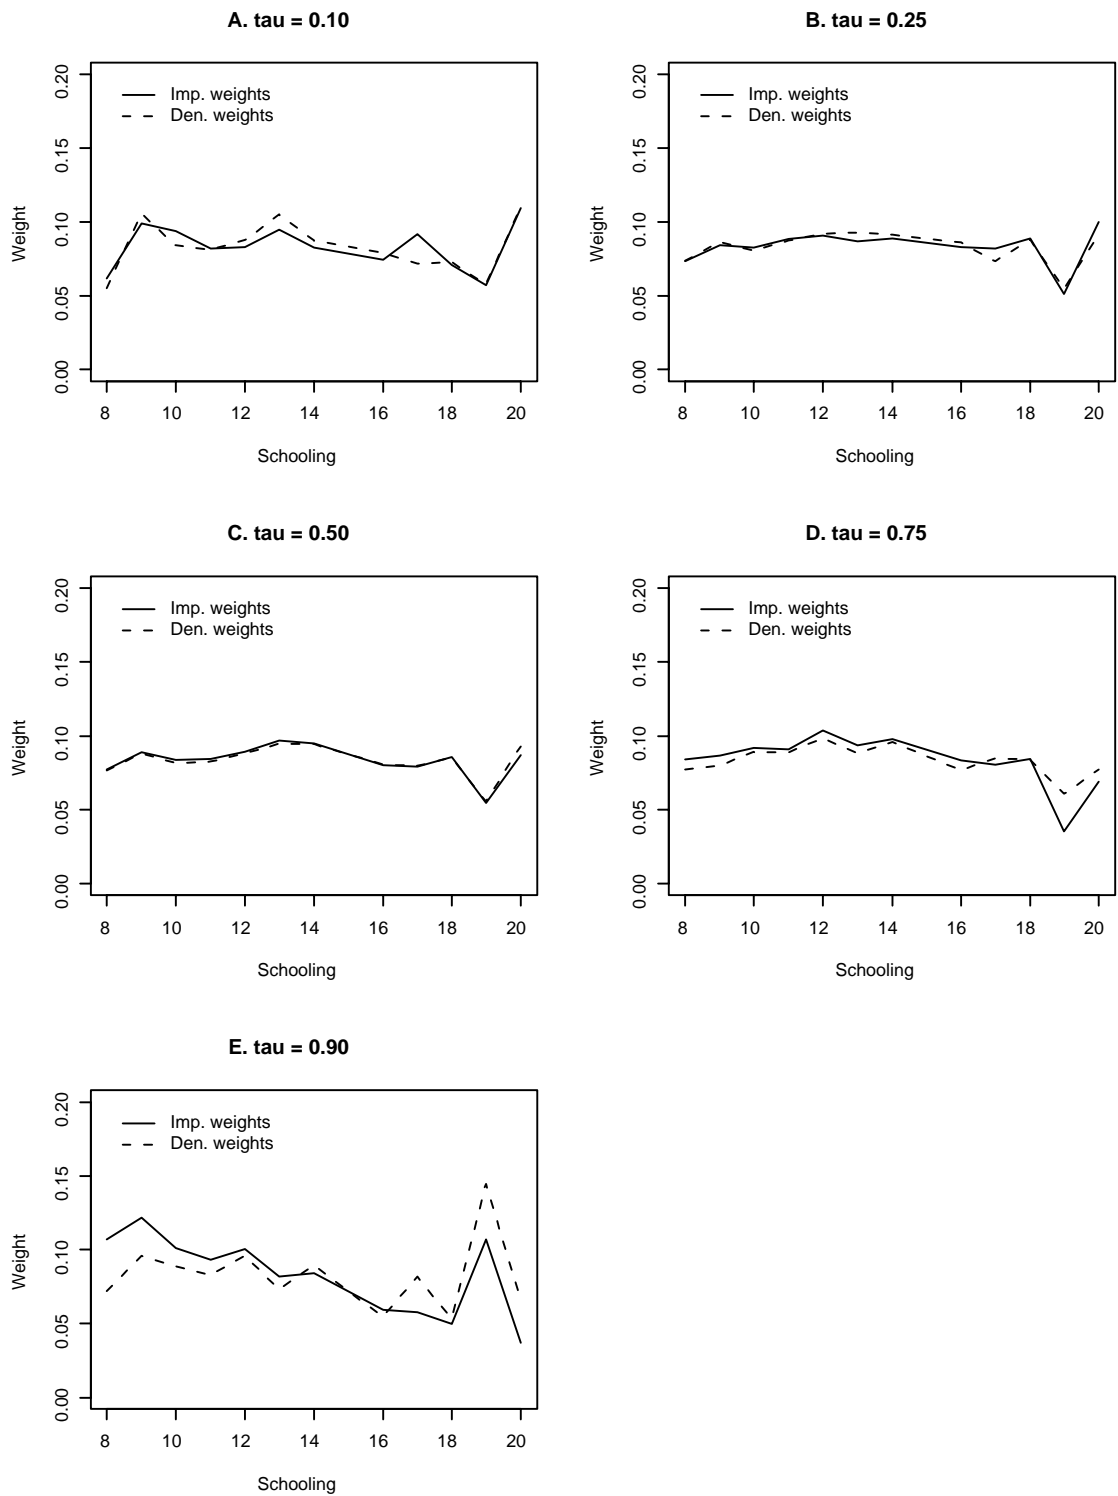 A. tau = 0.10
0.20
0.15
0.10
0.05
0.00
Weight
Imp. weights
Den. weights
8 10 12 14 16 18 20
Schooling
B. tau = 0.25
0.20
0.15
0.10
0.05
0.00
Weight
Imp. weights
Den. weights
8 10 12 14 16 18 20
Schooling
C. tau = 0.50
0.20
0.15
0.10
0.05
0.00
Weight
Imp. weights
Den. weights
8 10 12 14 16 18 20
Schooling
D. tau = 0.75
0.20
0.15
0.10
0.05
0.00
Weight
Imp. weights
Den. weights
8 10 12 14 16 18 20
Schooling
E. tau = 0.90
0.20
0.15
0.10
0.05
0.00
Weight
Imp. weights
Den. weights
8 10 12 14 16 18 20
Schooling